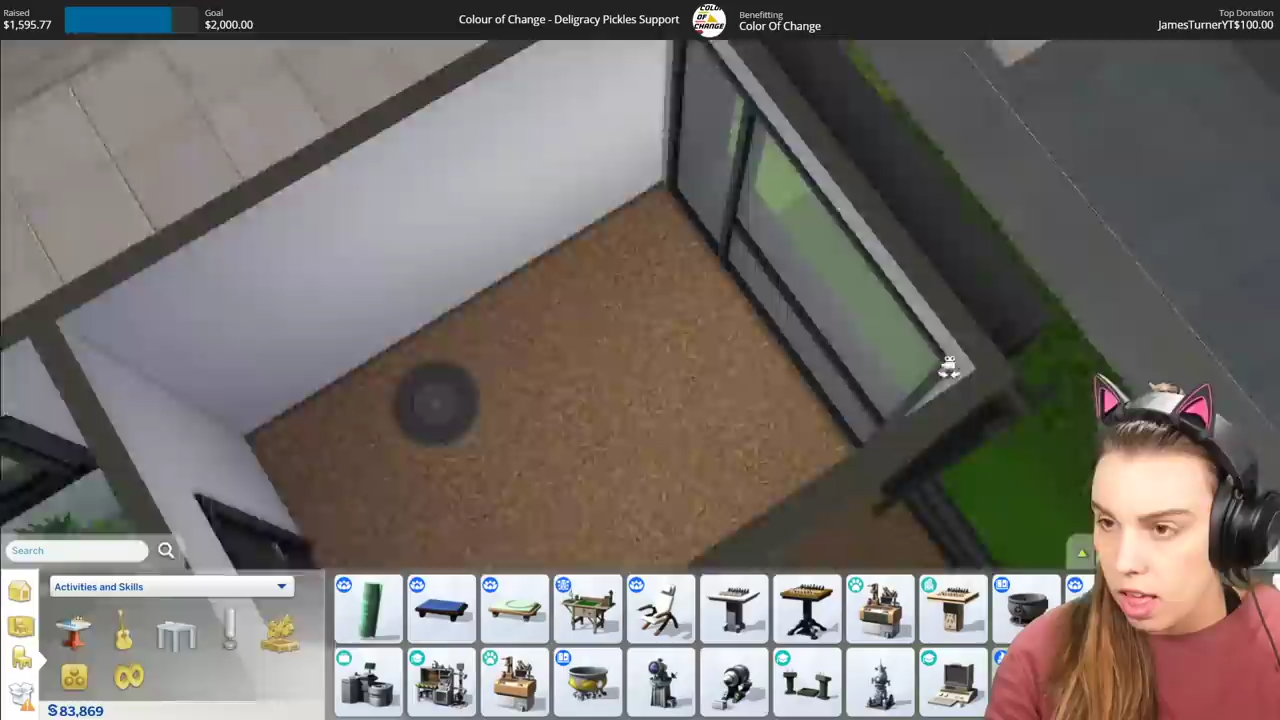 Raised
$1,595.77
Goal
$2,000.00
Colour of Change - Deligracy Pickles Support
COLOR
OF
CHANGE
Benefitting
Color Of Change
Top Donation
JamesTurnerYT$100.00
Search
Activities and Skills
§83,869